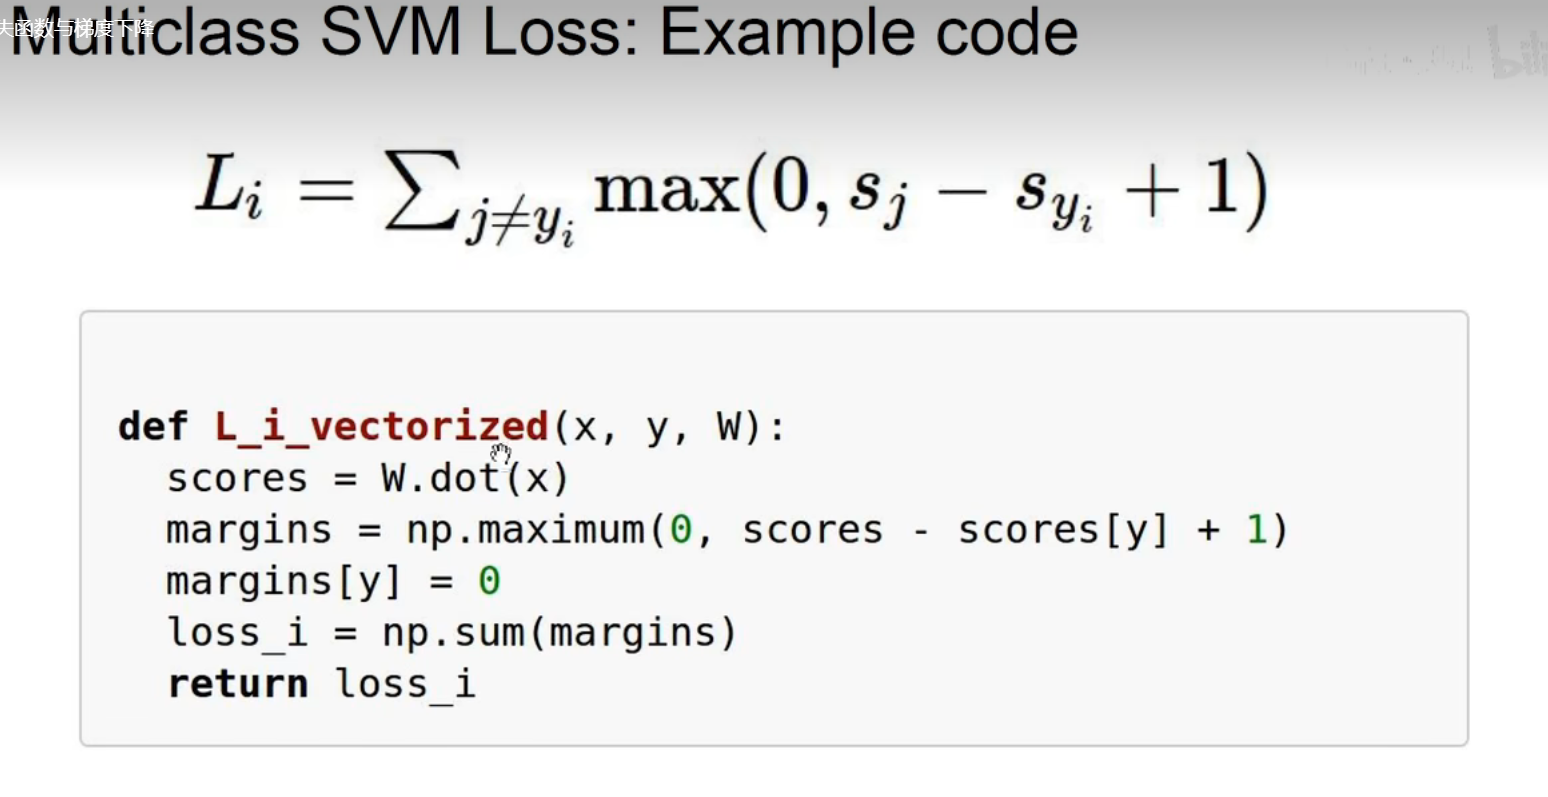 失函数与梯度下降
Multiclass SVM Loss: Example code
L_i = ∑_{j≠y_i} max(0, s_j − s_{y_i} + 1)
def L_i_vectorized(x, y, W):
scores = W.dot(x)
margins = np.maximum(0, scores - scores[y] + 1)
margins[y] = 0
loss_i = np.sum(margins)
return loss_i